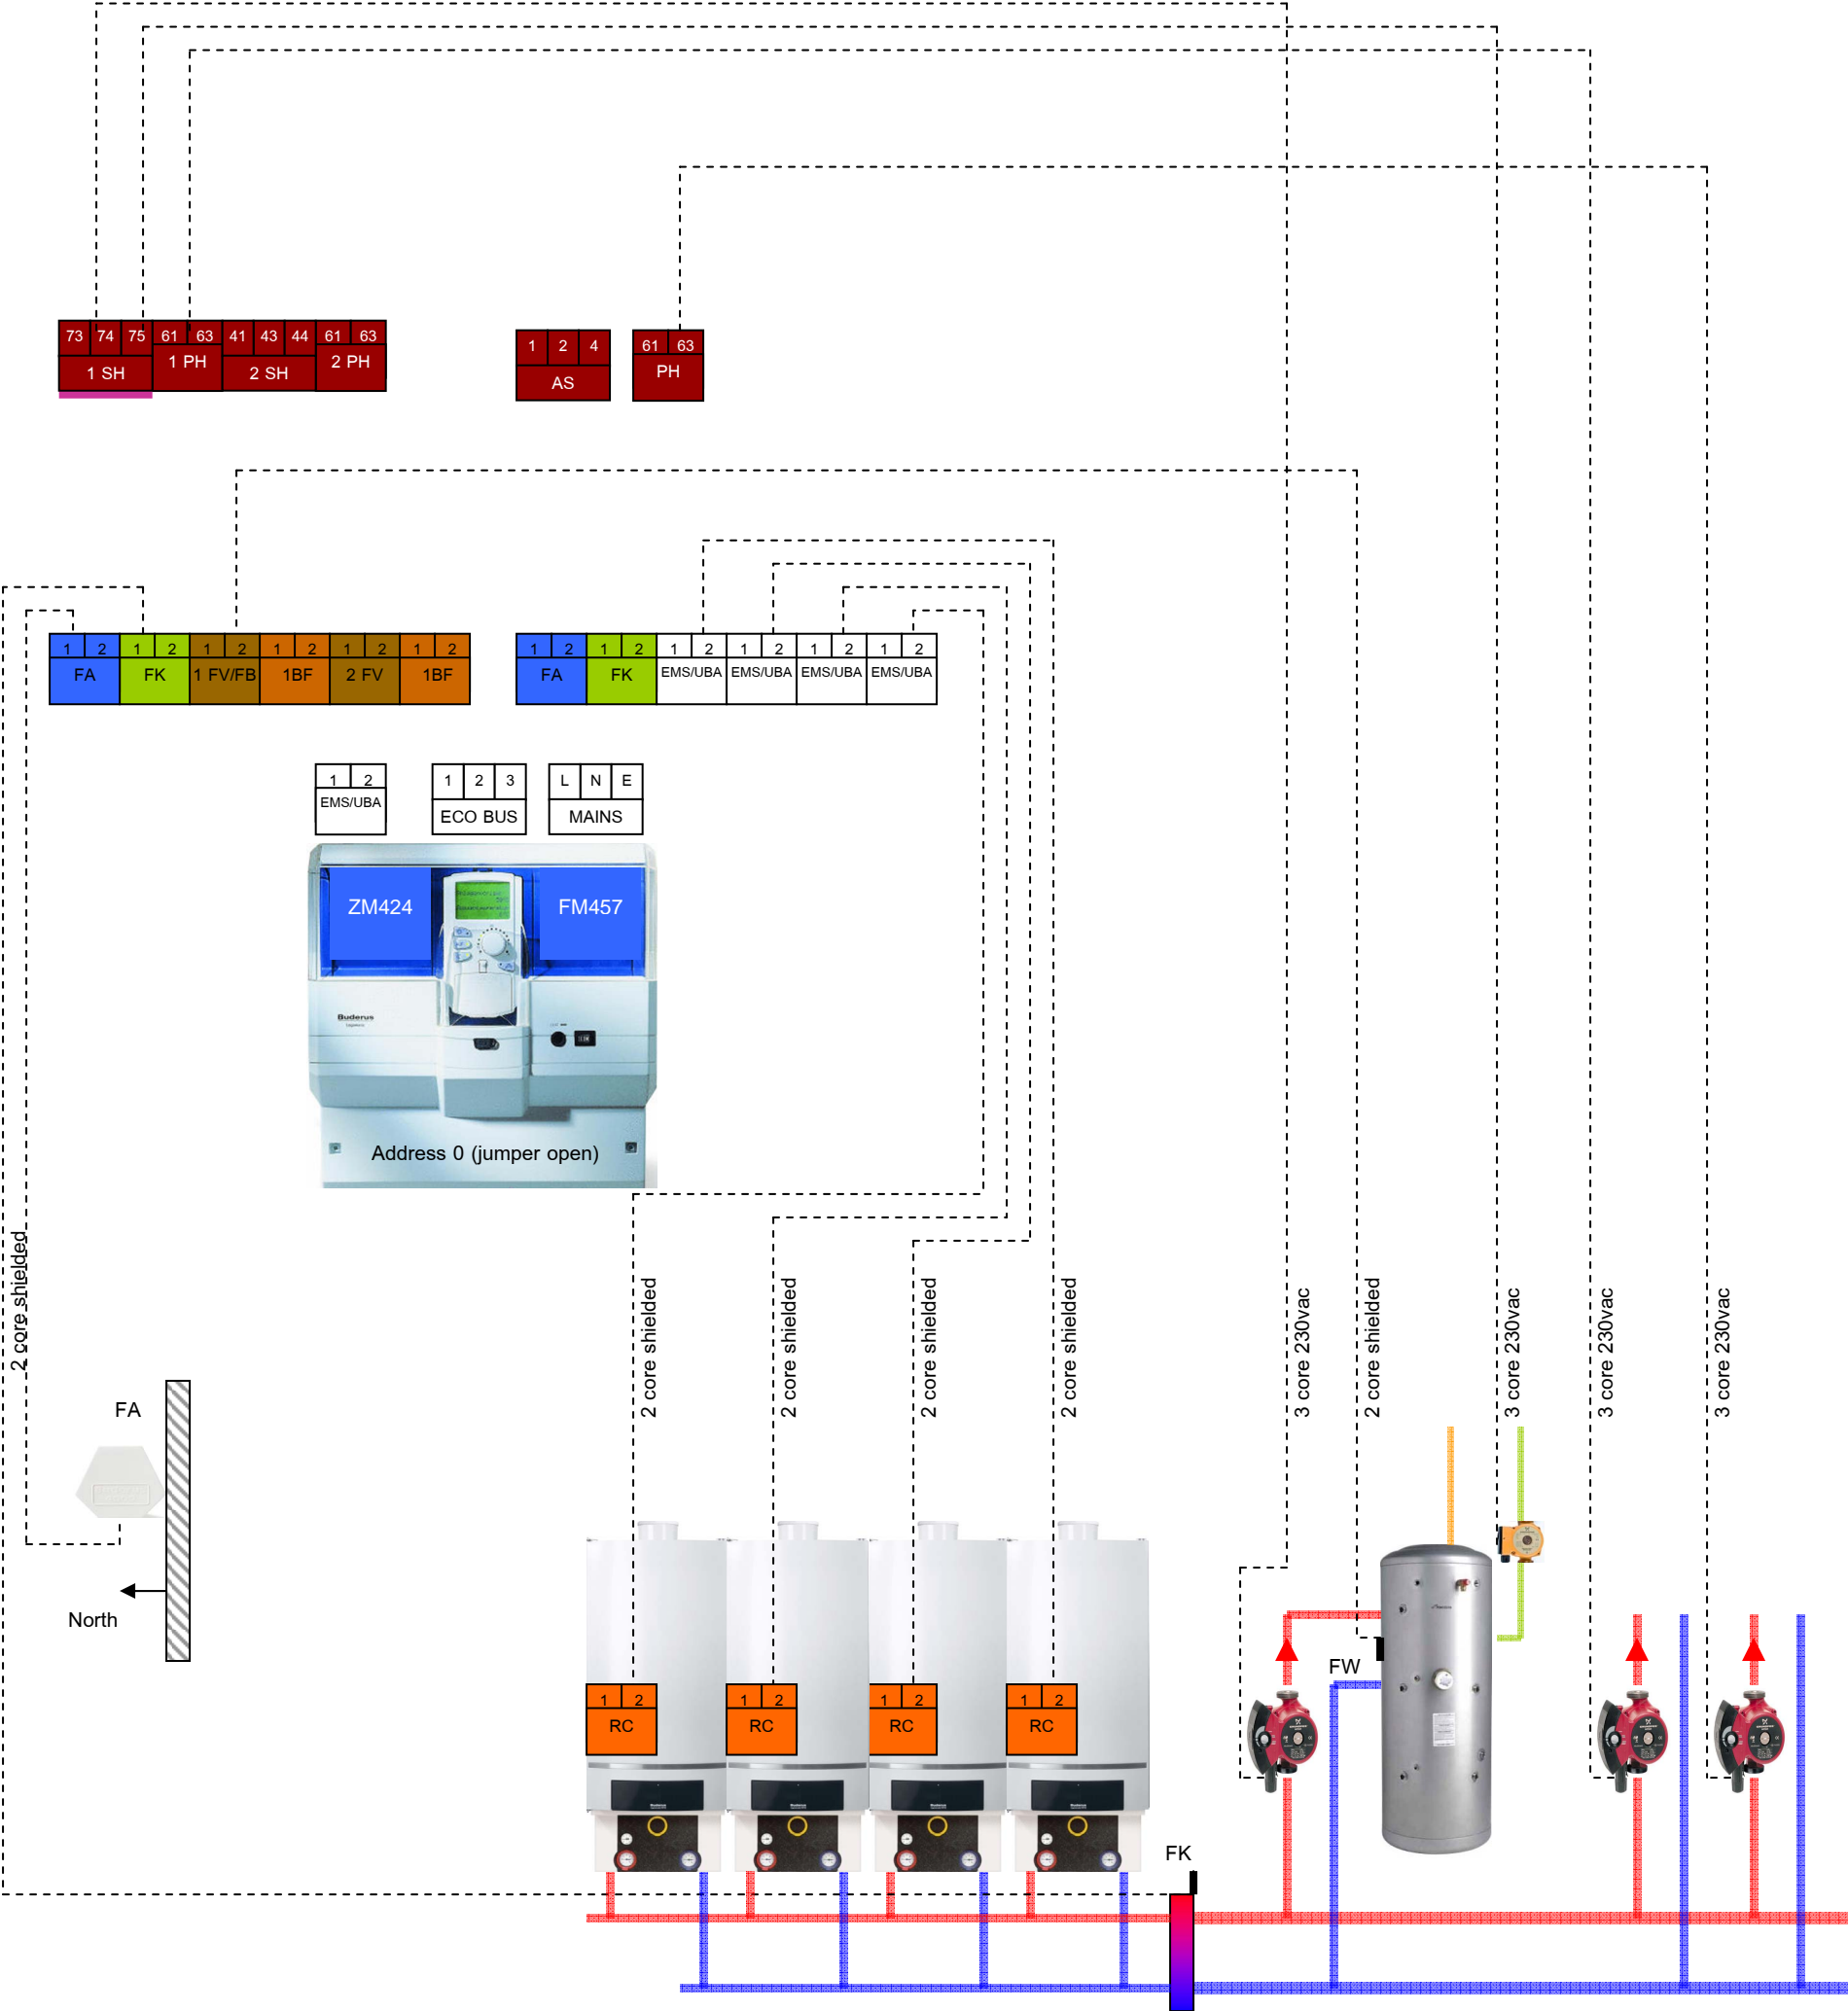 73 74 75 61 63 41 43 44 61 63
1 SH 1 PH 2 SH 2 PH
1 2 4
AS
61 63
PH
1 2 1 2 1 2 1 2 1 2 1 2
FA FK 1 FV/FB 1BF 2 FV 1BF
1 2 1 2 1 2 1 2 1 2 1 2
FA FK EMS/UBA EMS/UBA EMS/UBA EMS/UBA
1 2
EMS/UBA
1 2 3
ECO BUS
L N E
MAINS
ZM424
FM457
Buderus
Address 0 (jumper open)
2 core shielded
2 core shielded
2 core shielded
2 core shielded
2 core shielded
3 core 230vac
2 core shielded
3 core 230vac
3 core 230vac
3 core 230vac
FA
North
FW
1 2
RC
1 2
RC
1 2
RC
1 2
RC
Buderus
Buderus
Buderus
Buderus
FK